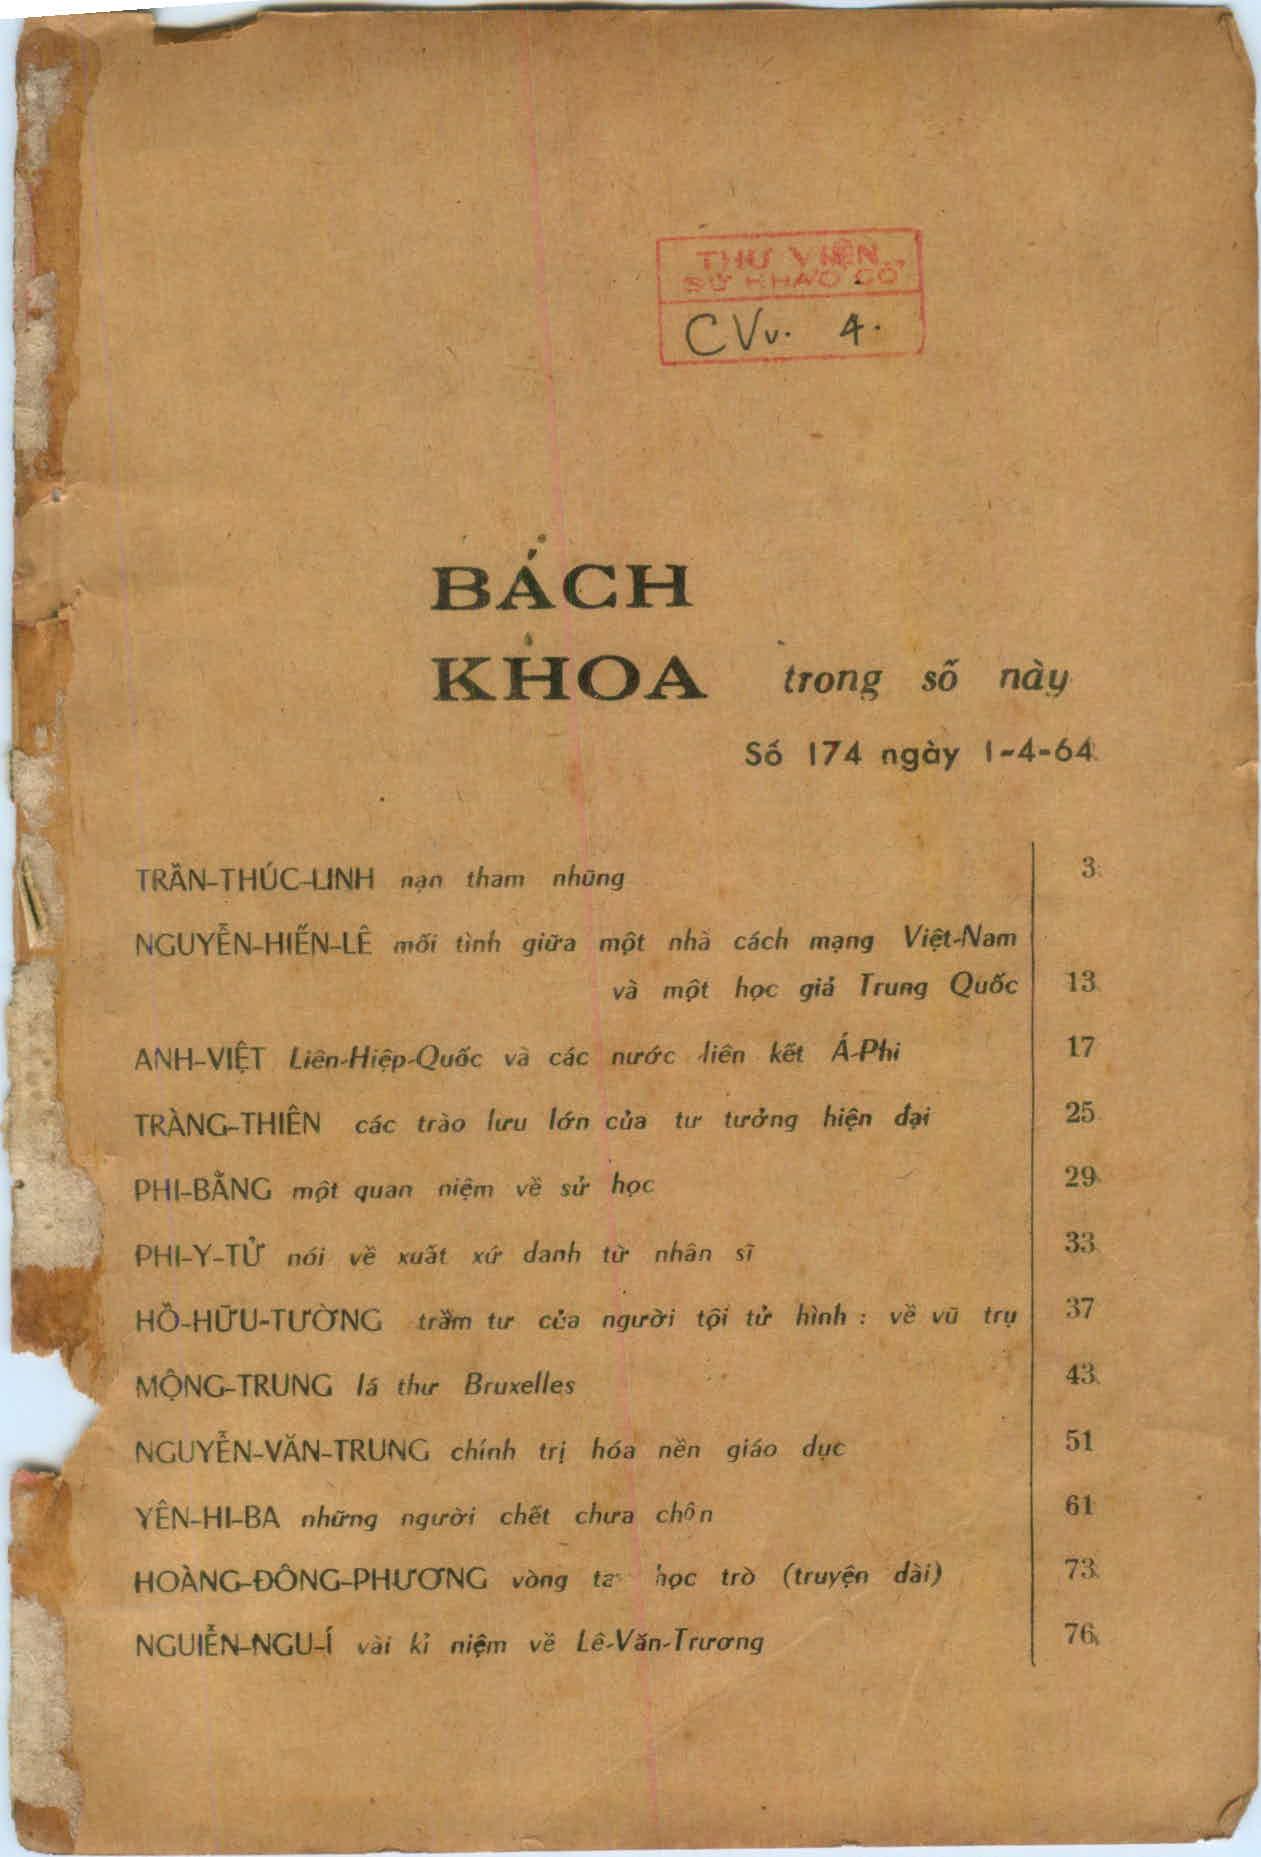 THƯ VIỆN
SỬ KHẢO CỔ
CVv. 4.
BÁCH
KHOA trong số này
Số 174 ngày 1-4-64
TRẦN-THÚC-LINH nạn tham nhũng 3
NGUYỄN-HIẾN-LÊ mối tình giữa một nhà cách mạng Việt-Nam
và một học giả Trung Quốc 13
ANH-VIỆT Liên-Hiệp-Quốc và các nước liên kết Á-Phi 17
TRÀNG-THIÊN các trào lưu lớn của tư tưởng hiện đại 25
PHI-BẰNG một quan niệm về sử học 29
PHI-Y-TỬ nói về xuất xứ danh từ nhân sĩ 33
HỒ-HỮU-TƯỜNG trầm tư của người tội tử hình : về vũ trụ 37
MỘNG-TRUNG lá thư Bruxelles 43
NGUYỄN-VĂN-TRUNG chính trị hóa nền giáo dục 51
YÊN-HI-BA những người chết chưa chôn 61
HOÀNG-ĐÔNG-PHƯƠNG vòng học trò (truyện dài) 73
NGUIỄN-NGU-Í vài kỉ niệm về Lê-Văn-Trương 76